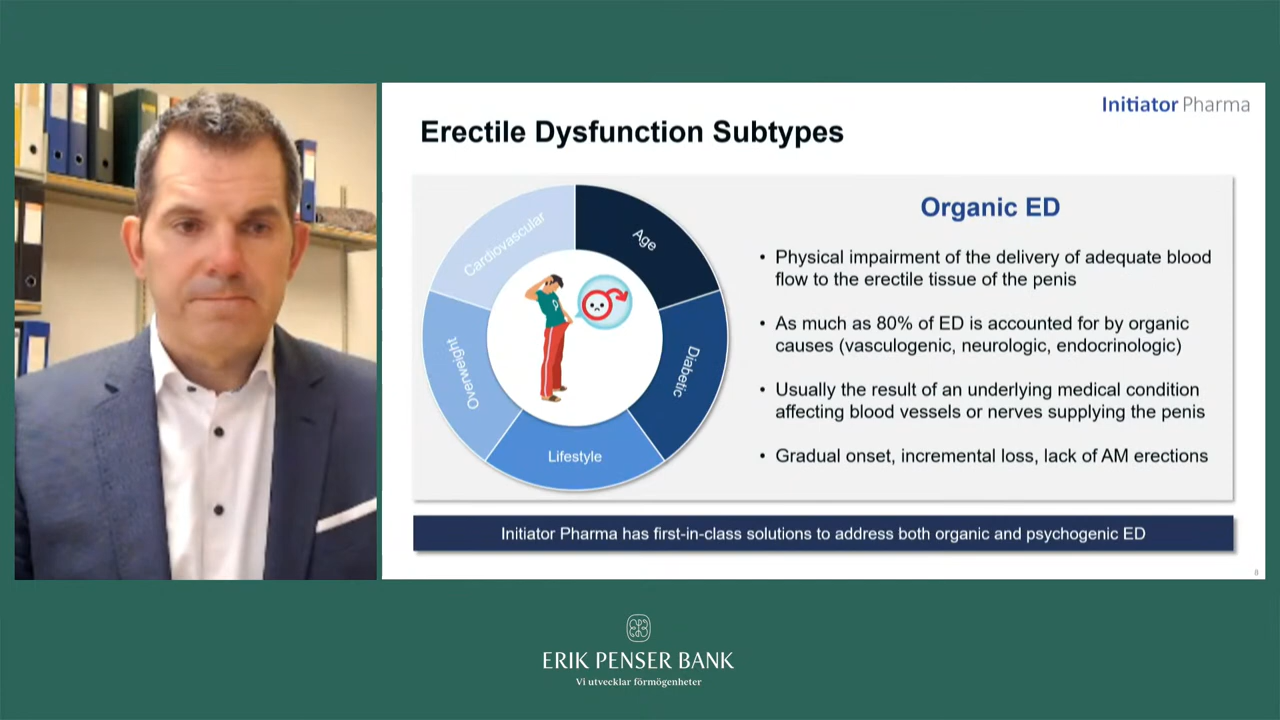 Initiator Pharma
Erectile Dysfunction Subtypes
Cardiovascular
Age
Diabetic
Lifestyle
Overweight
Organic ED
• Physical impairment of the delivery of adequate blood
flow to the erectile tissue of the penis
• As much as 80% of ED is accounted for by organic
causes (vasculogenic, neurologic, endocrinologic)
• Usually the result of an underlying medical condition
affecting blood vessels or nerves supplying the penis
• Gradual onset, incremental loss, lack of AM erections
Initiator Pharma has first-in-class solutions to address both organic and psychogenic ED
8
ERIK PENSER BANK
Vi utvecklar förmögenheter